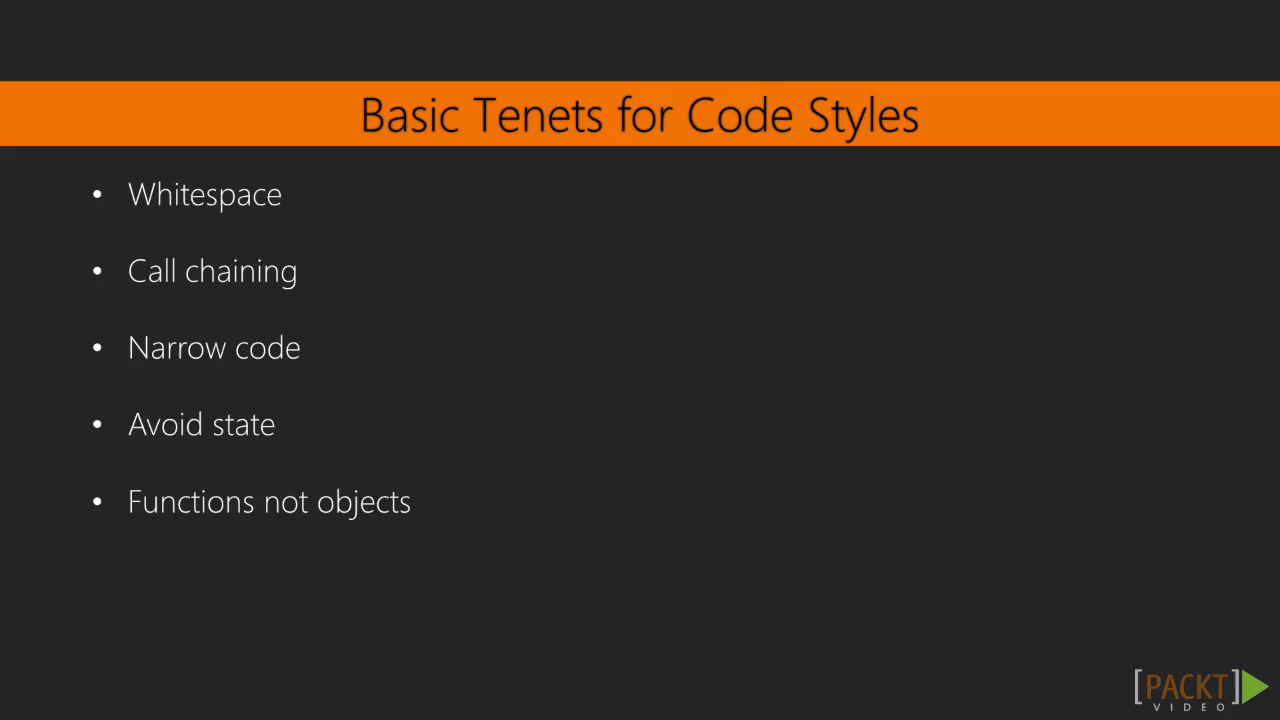 Basic Tenets for Code Styles
• Whitespace
• Call chaining
• Narrow code
• Avoid state
• Functions not objects
[PACKT]
VIDEO